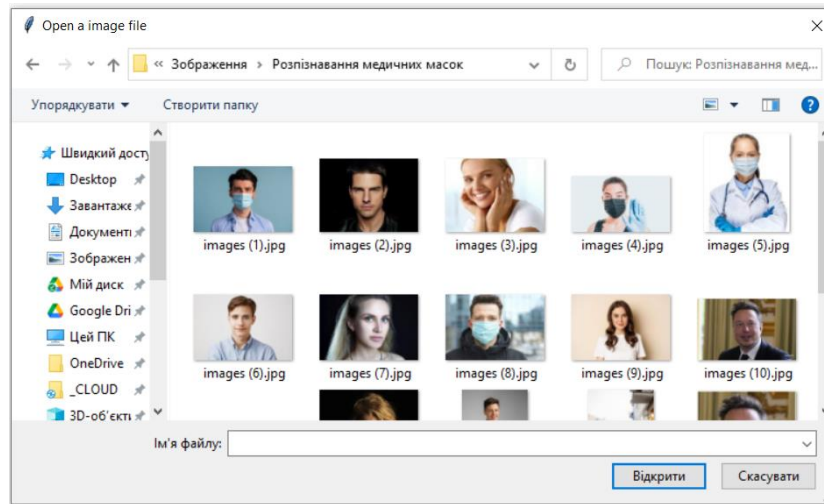 Open a image file
« Зображення › Розпізнавання медичних масок
Пошук: Розпізнавання мед...
Упорядкувати
Створити папку
Швидкий досту
Desktop
Завантаже
Документи
Зображен
Мій диск
Google Dri
Цей ПК
OneDrive
_CLOUD
3D-об'єкти
images (1).jpg
images (2).jpg
images (3).jpg
images (4).jpg
images (5).jpg
images (6).jpg
images (7).jpg
images (8).jpg
images (9).jpg
images (10).jpg
Ім'я файлу:
Відкрити
Скасувати